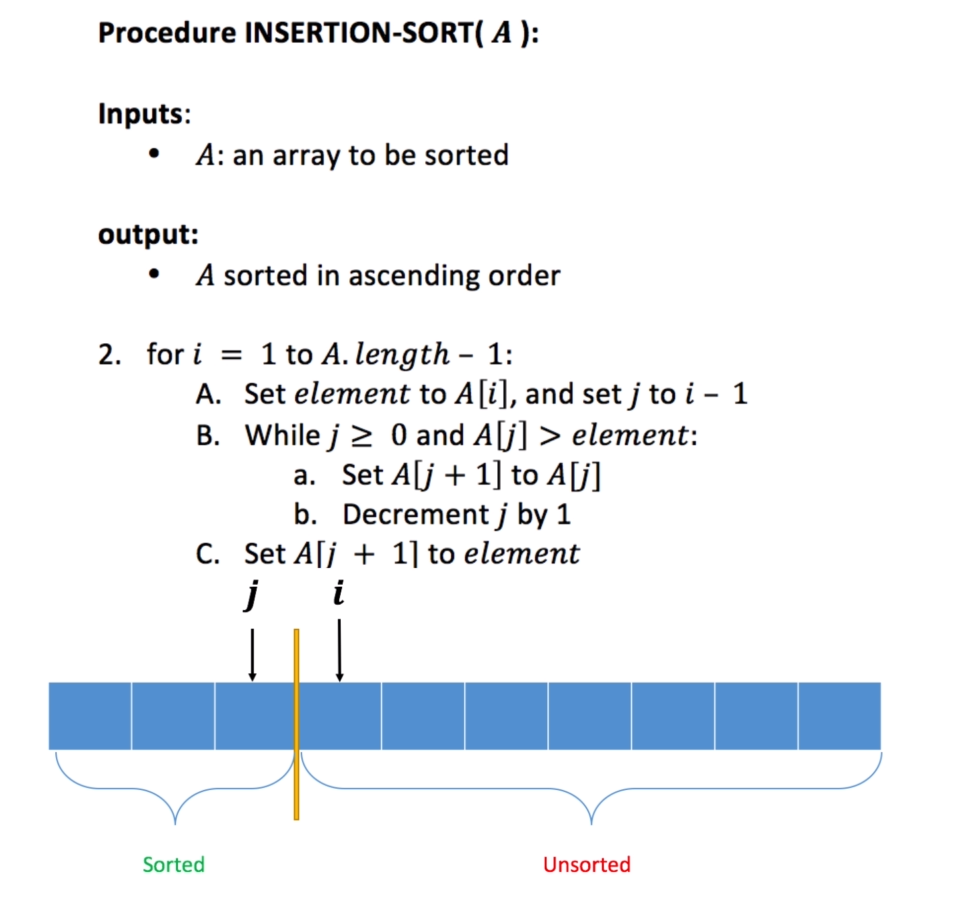 Procedure INSERTION-SORT( A ):
Inputs:
• A: an array to be sorted
output:
• A sorted in ascending order
2. for i = 1 to A. length – 1:
A. Set element to A[i], and set j to i – 1
B. While j ≥ 0 and A[j] > element:
a. Set A[j + 1] to A[j]
b. Decrement j by 1
C. Set A[j + 1] to element
j i
Sorted Unsorted